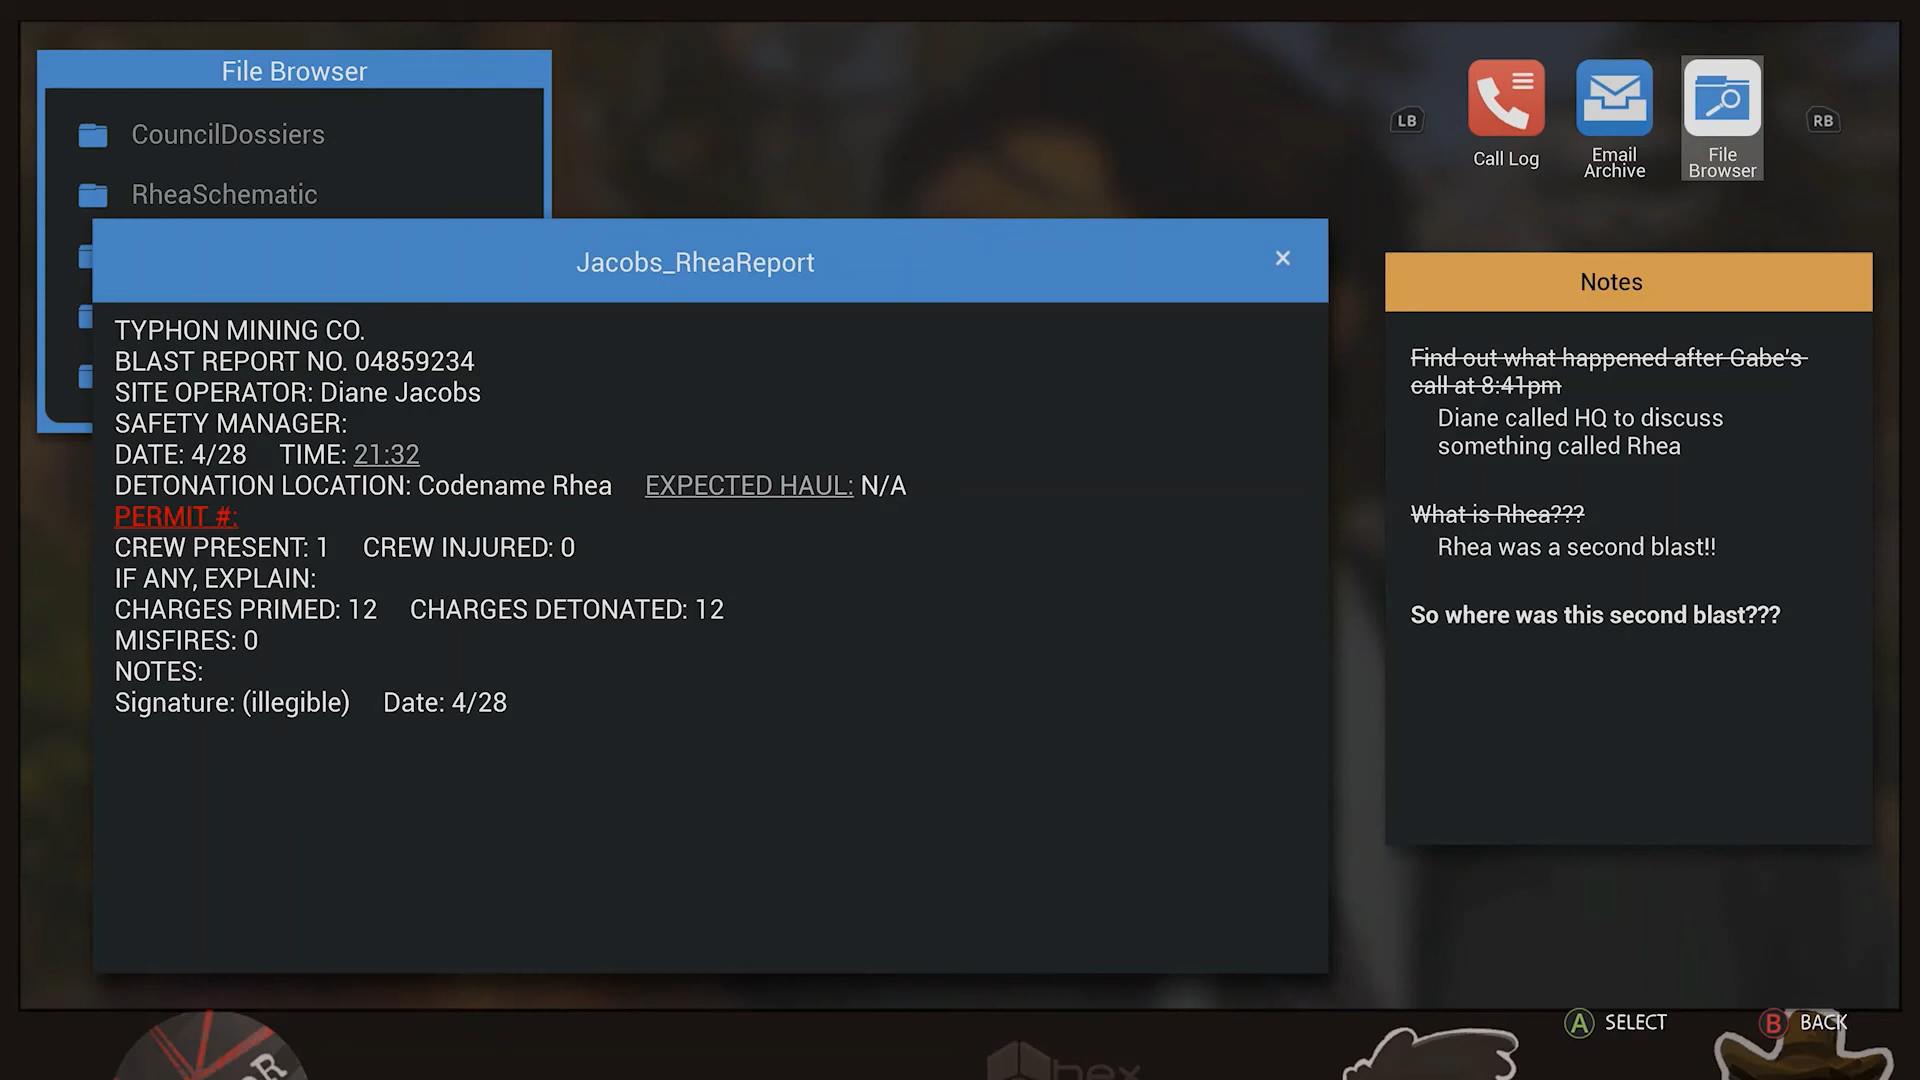 File Browser
CouncilDossiers
RheaSchematic
LB
Call Log
Email
Archive
File
Browser
RB
Jacobs_RheaReport
TYPHON MINING CO.
BLAST REPORT NO. 04859234
SITE OPERATOR: Diane Jacobs
SAFETY MANAGER:
DATE: 4/28 TIME: 21:32
DETONATION LOCATION: Codename Rhea EXPECTED HAUL: N/A
PERMIT #:
CREW PRESENT: 1 CREW INJURED: 0
IF ANY, EXPLAIN:
CHARGES PRIMED: 12 CHARGES DETONATED: 12
MISFIRES: 0
NOTES:
Signature: (illegible) Date: 4/28
Notes
Find out what happened after Gabe's
call at 8:41pm
Diane called HQ to discuss
something called Rhea
What is Rhea???
Rhea was a second blast!!
So where was this second blast???
A SELECT
B BACK
hex